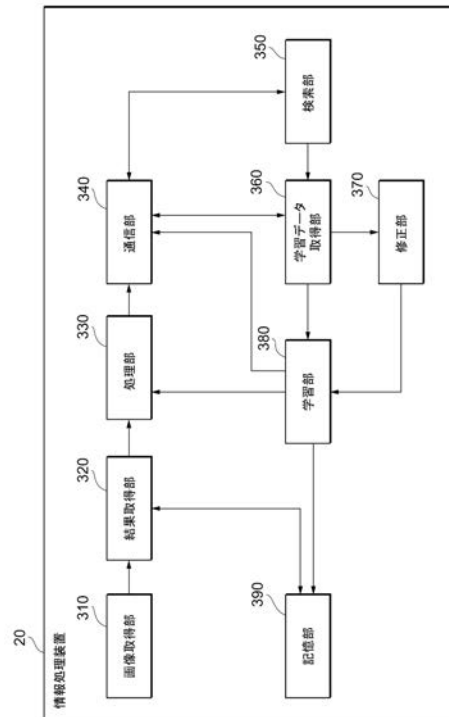 20
情報処理装置
310
画像取得部
320
結果取得部
330
処理部
340
通信部
350
検索部
360
学習データ
取得部
370
修正部
380
学習部
390
記憶部